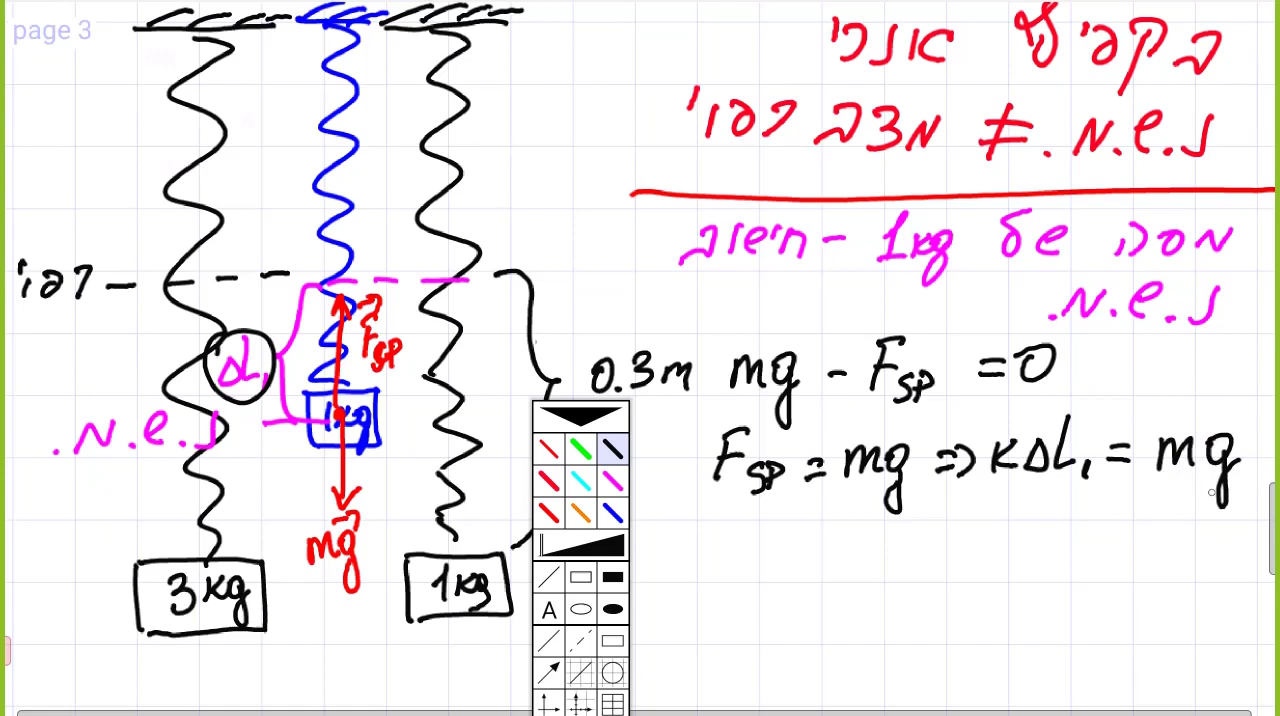 page 3
בקפיץ אנכי
נ.ש.מ. ≠ מצב רפוי
מסה של 1kg - חישוב
נ.ש.מ.
רפוי
ΔL₁
F⃗sp
0.3m mg - Fsp = 0
נ.ש.מ.
1kg
Fsp = mg => KΔL₁ = mg
mg⃗
3kg
1kg
A